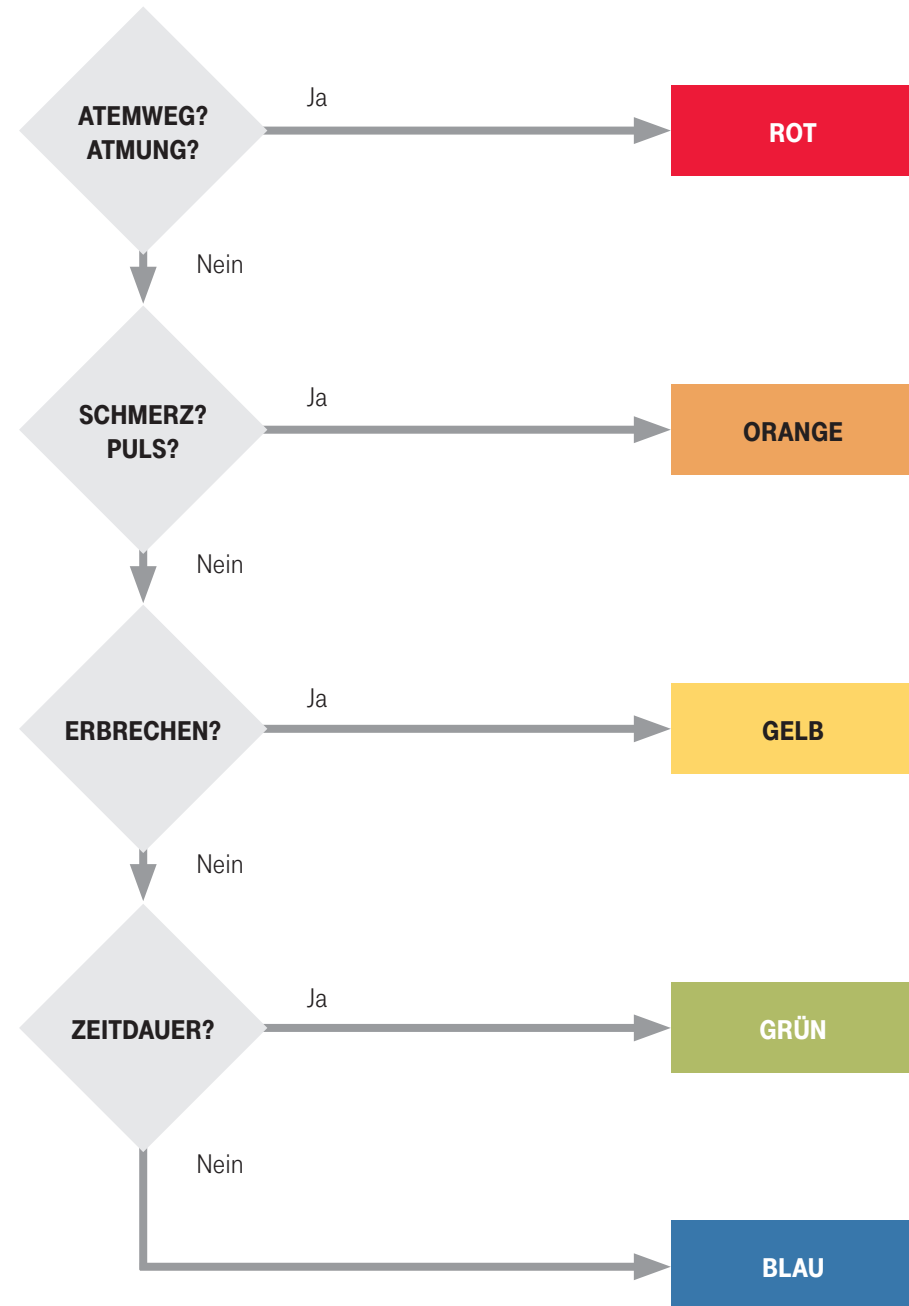 Ja
ATEMWEG?
ATMUNG?
ROT
Nein
Ja
SCHMERZ?
PULS?
ORANGE
Nein
Ja
ERBRECHEN?
GELB
Nein
Ja
ZEITDAUER?
GRÜN
Nein
BLAU